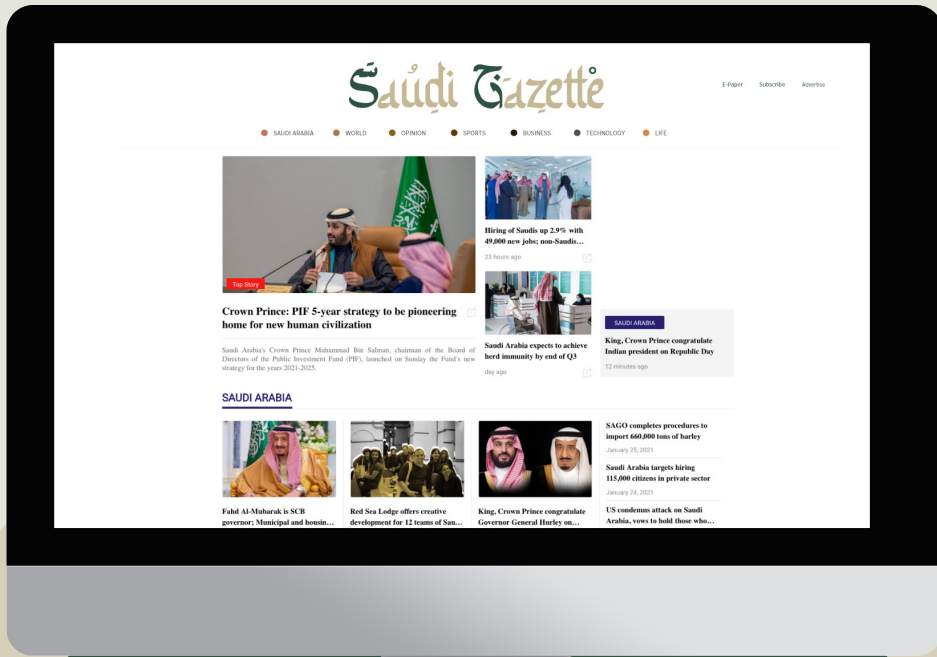 Saudi Gazette
E-Paper Subscribe Advertise
SAUDI ARABIA WORLD OPINION SPORTS BUSINESS TECHNOLOGY LIFE
Top Story
Crown Prince: PIF 5-year strategy to be pioneering
home for new human civilization
Saudi Arabia's Crown Prince Muhammad Bin Salman, chairman of the Board of
Directors of the Public Investment Fund (PIF), launched on Sunday the Fund's new
strategy for the years 2021-2025.
Hiring of Saudis up 2.9% with
49,000 new jobs; non-Saudis...
23 hours ago
Saudi Arabia expects to achieve
herd immunity by end of Q3
day ago
SAUDI ARABIA
King, Crown Prince congratulate
Indian president on Republic Day
12 minutes ago
SAUDI ARABIA
Fahd Al-Mubarak is SCB
governor; Municipal and housin...
Red Sea Lodge offers creative
development for 12 teams of Sau...
King, Crown Prince congratulate
Governor General Hurley on...
SAGO completes procedures to
import 660,000 tons of barley
January 25, 2021
Saudi Arabia targets hiring
115,000 citizens in private sector
January 24, 2021
US condemns attack on Saudi
Arabia, vows to hold those who...